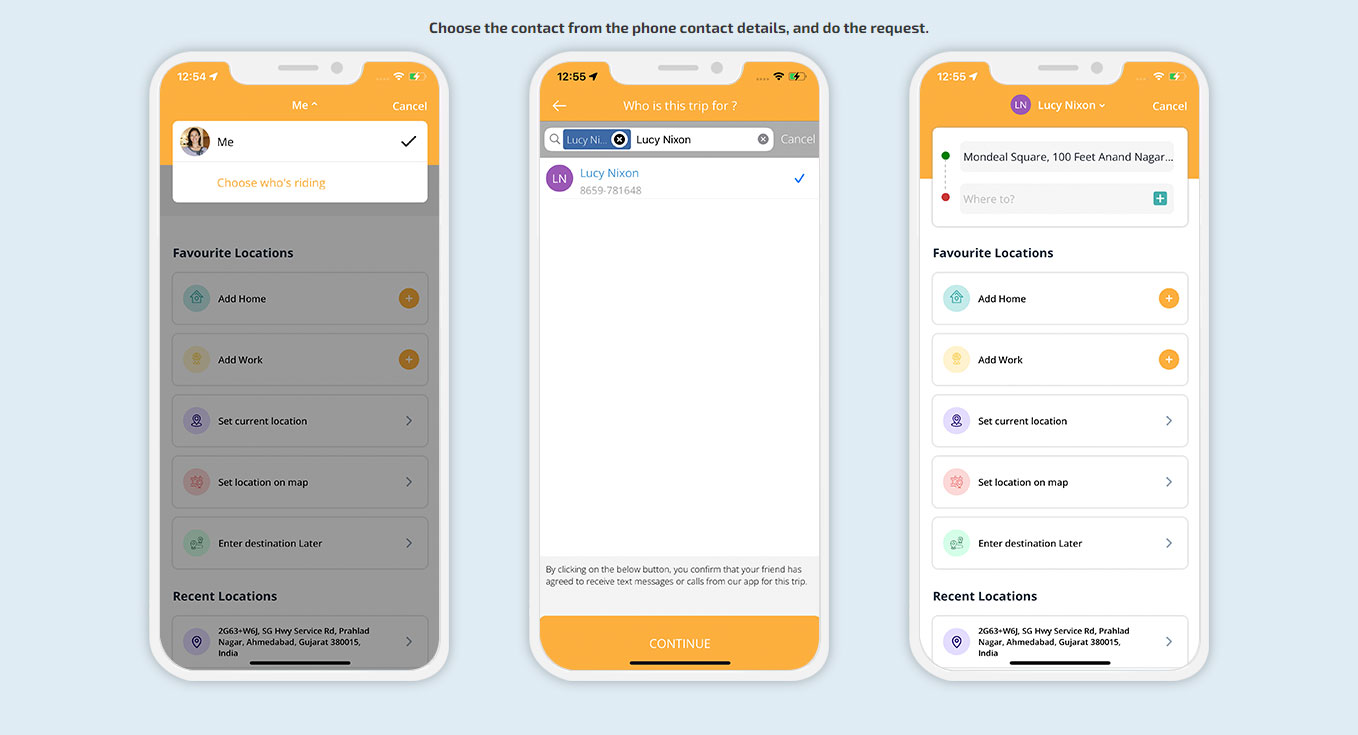 Choose the contact from the phone contact details, and do the request.
12:54
Me
Cancel
Me
Choose who's riding
Favourite Locations
Add Home
Add Work
Set current location
Set location on map
Enter destination Later
Recent Locations
2G63+W6J, SG Hwy Service Rd, Prahlad
Nagar, Ahmedabad, Gujarat 380015,
India
12:55
Who is this trip for ?
Lucy Ni... Lucy Nixon Cancel
LN Lucy Nixon
8659-781648
By clicking on the below button, you confirm that your friend has
agreed to receive text messages or calls from our app for this trip.
CONTINUE
12:55
LN Lucy Nixon
Cancel
Mondeal Square, 100 Feet Anand Nagar...
Where to?
Favourite Locations
Add Home
Add Work
Set current location
Set location on map
Enter destination Later
Recent Locations
2G63+W6J, SG Hwy Service Rd, Prahlad
Nagar, Ahmedabad, Gujarat 380015,
India